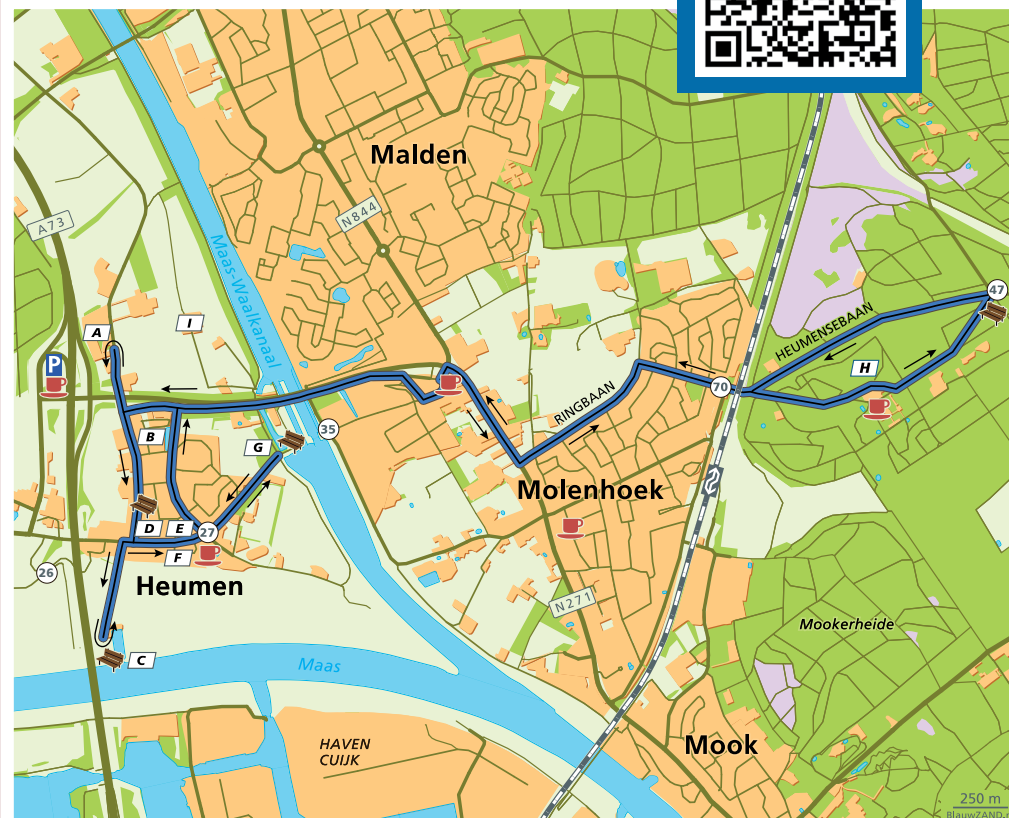 Malden
A73
N844
Maas-Waalkanaal
47
A
I
HEUMENSEBAAN
P
H
70
RINGBAAN
35
B
G
Molenhoek
D
E
27
F
26
Heumen
N271
Mookerheide
C
Maas
HAVEN
CUIJK
Mook
250 m